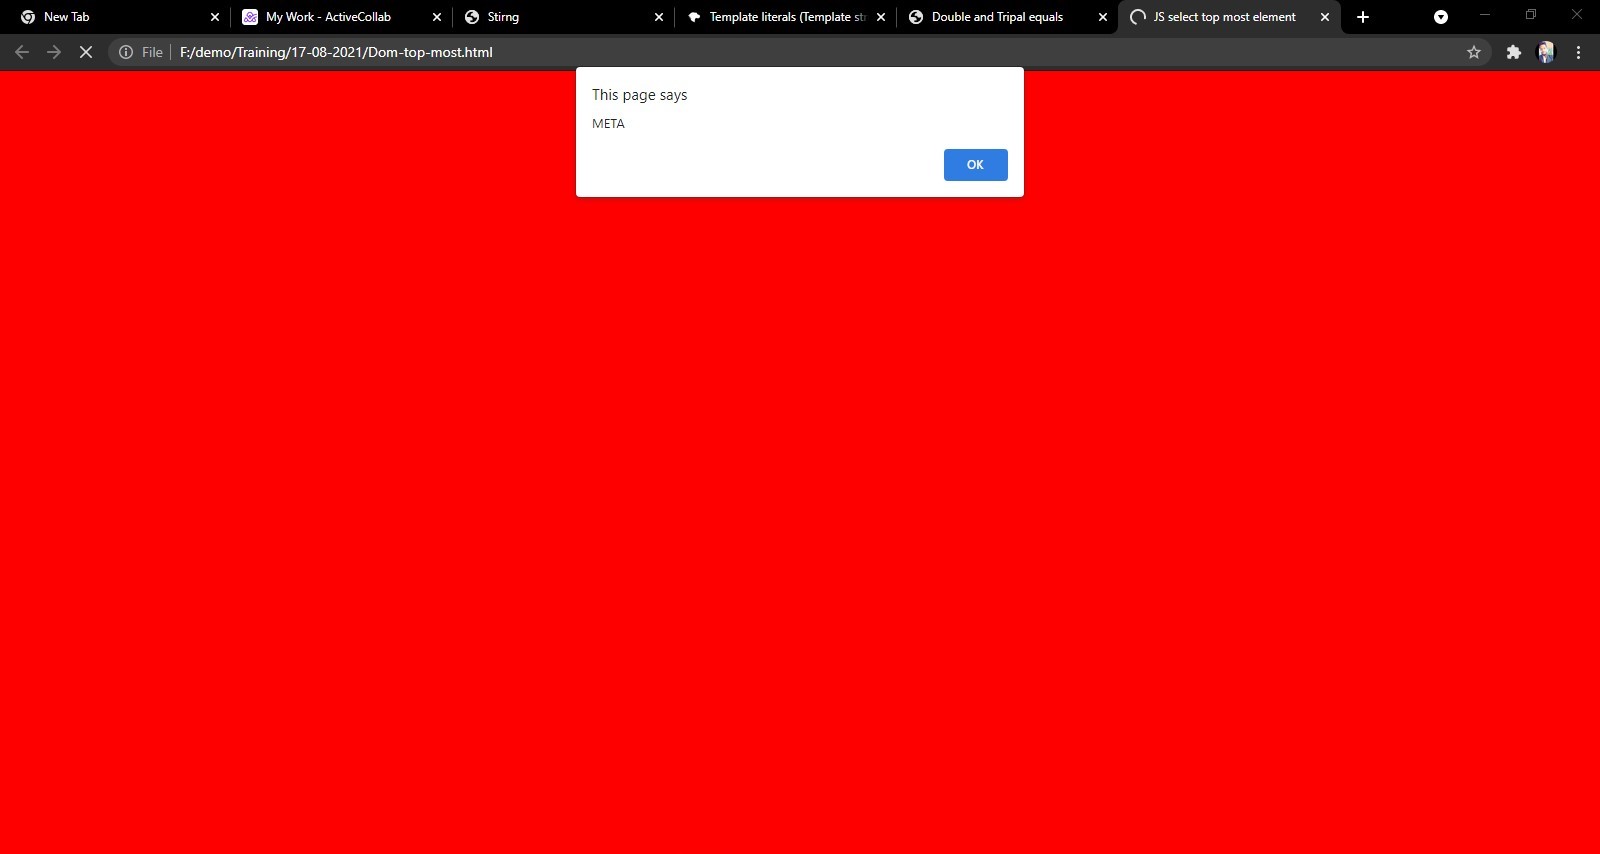 New Tab
My Work - ActiveCollab
Stirng
Template literals (Template str
Double and Tripal equals
JS select top most element
File
F:/demo/Training/17-08-2021/Dom-top-most.html
This page says
META
OK